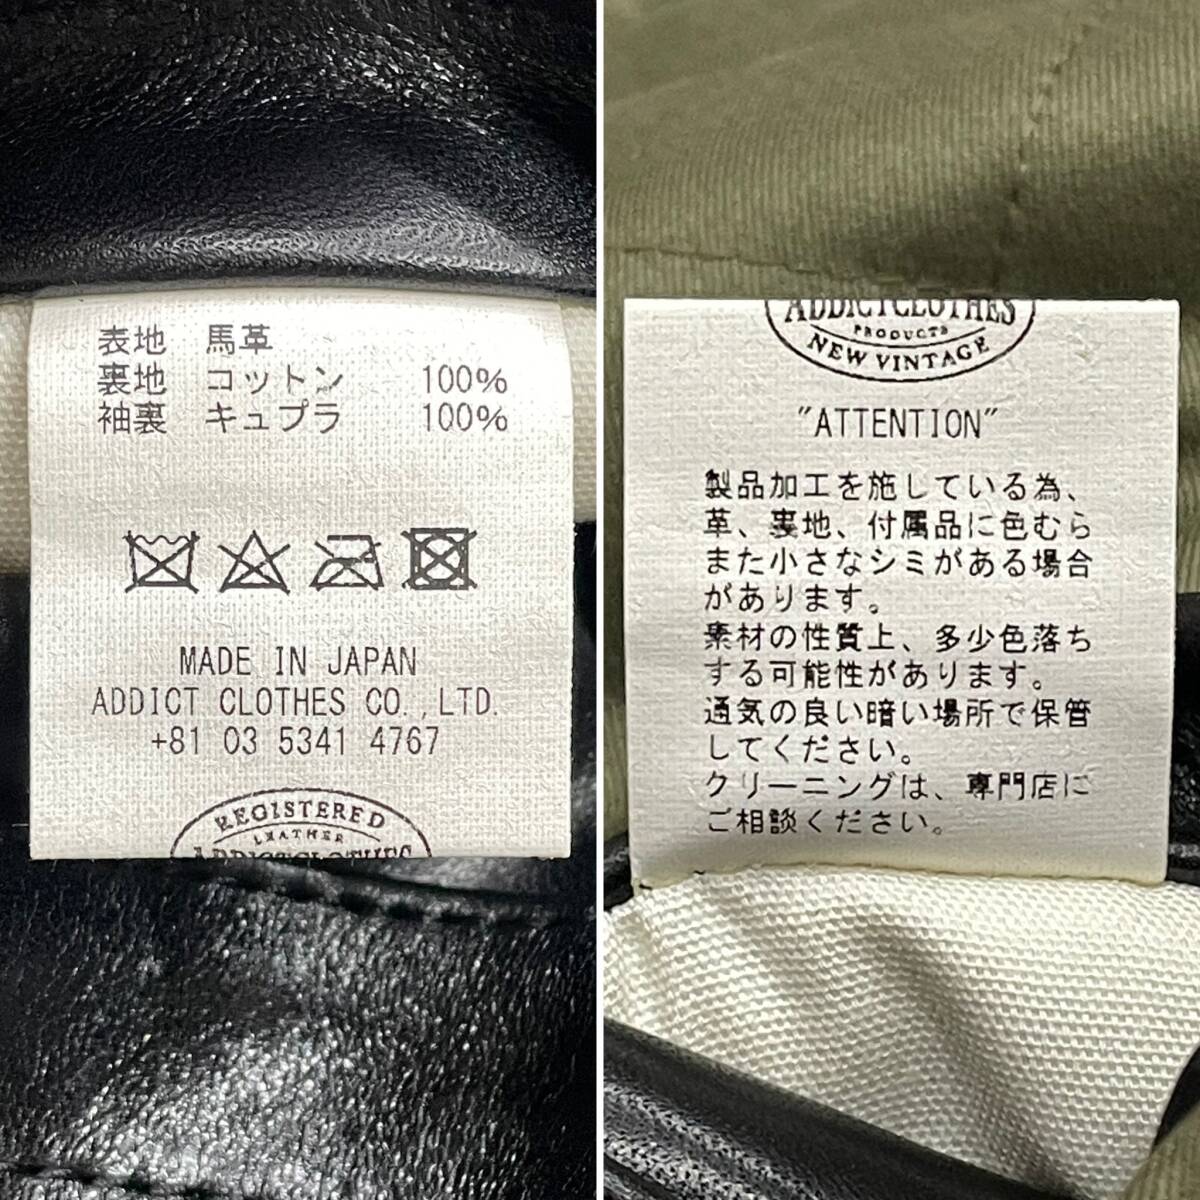 表地 馬革
裏地 コットン 100%
袖裏 キュプラ 100%
MADE IN JAPAN
ADDICT CLOTHES CO.,LTD.
+81 03 5341 4767
REGISTERED
LEATHER
ADDICTCLOTHES
ADDICTCLOTHES
PRODUCTS
NEW VINTAGE
"ATTENTION"
製品加工を施している為、
革、裏地、付属品に色むら
また小さなシミがある場合
があります。
素材の性質上、多少色落ち
する可能性があります。
通気の良い暗い場所で保管
してください。
クリーニングは、専門店に
ご相談ください。